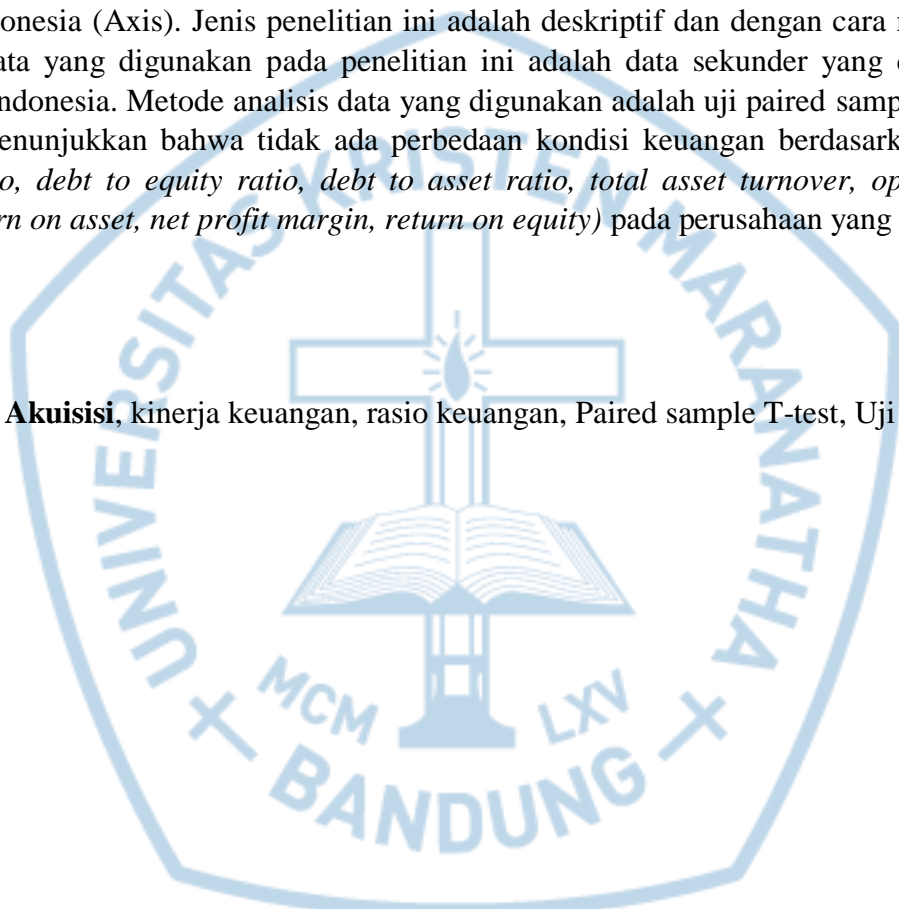 onesia (Axis). Jenis penelitian ini adalah deskriptif dan dengan cara
ata yang digunakan pada penelitian ini adalah data sekunder yang
ndonesia. Metode analisis data yang digunakan adalah uji paired samp
enunjukkan bahwa tidak ada perbedaan kondisi keuangan berdasark
o, debt to equity ratio, debt to asset ratio, total asset turnover, op
rn on asset, net profit margin, return on equity) pada perusahaan yang
Akuisisi, kinerja keuangan, rasio keuangan, Paired sample T-test, Uji
UNIVERSITAS KRISTEN MARANATHA
MCM LXV
BANDUNG